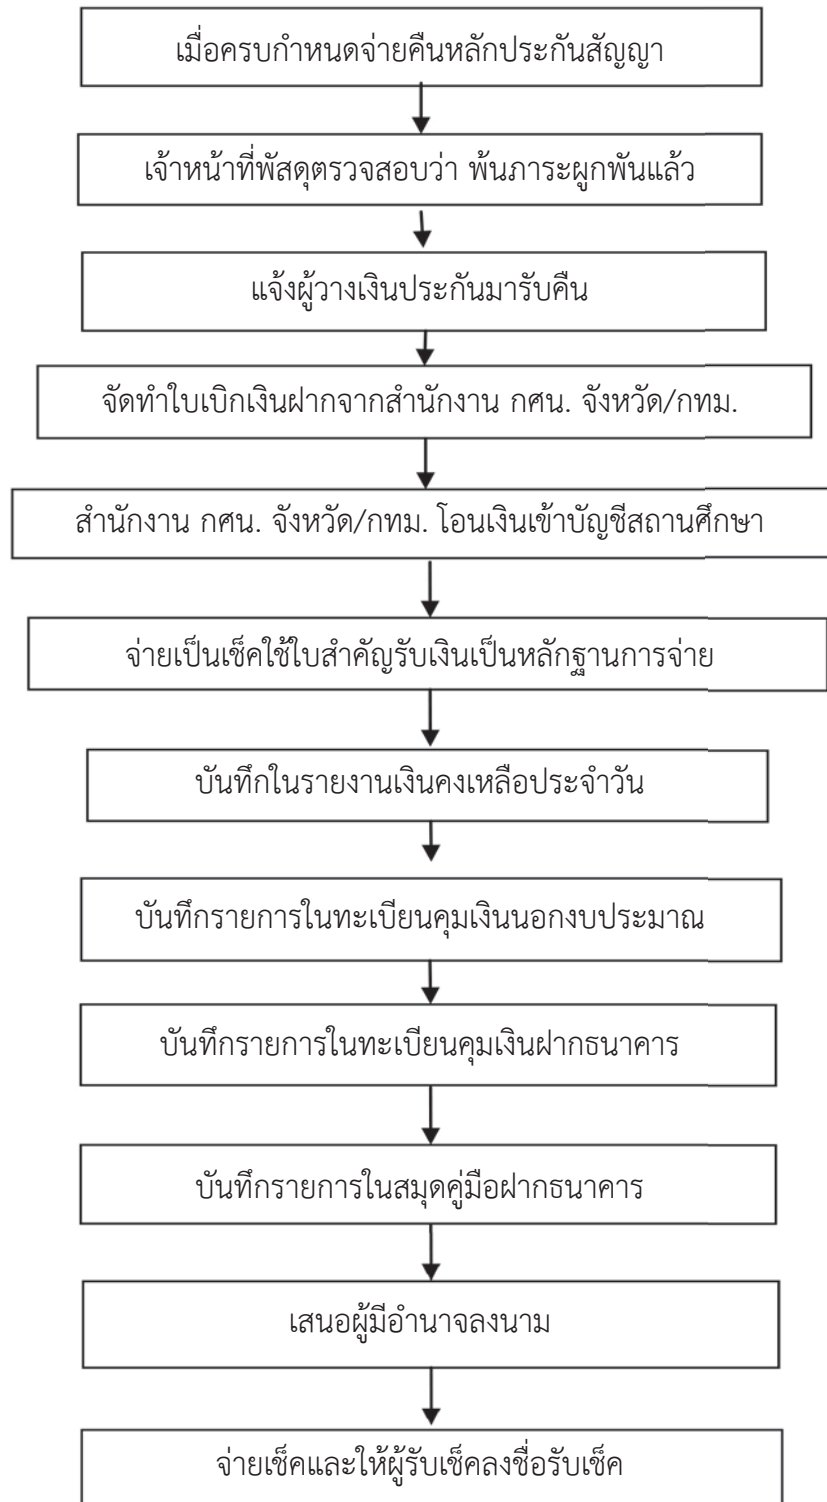 เมื่อครบกำหนดจ่ายคืนหลักประกันสัญญา
เจ้าหน้าที่พัสดุตรวจสอบว่า พ้นภาระผูกพันแล้ว
แจ้งผู้วางเงินประกันมารับคืน
จัดทำใบเบิกเงินฝากจากสำนักงาน กศน. จังหวัด/กทม.
สำนักงาน กศน. จังหวัด/กทม. โอนเงินเข้าบัญชีสถานศึกษา
จ่ายเป็นเช็คใช้ใบสำคัญรับเงินเป็นหลักฐานการจ่าย
บันทึกในรายงานเงินคงเหลือประจำวัน
บันทึกรายการในทะเบียนคุมเงินนอกงบประมาณ
บันทึกรายการในทะเบียนคุมเงินฝากธนาคาร
บันทึกรายการในสมุดคู่มือฝากธนาคาร
เสนอผู้มีอำนาจลงนาม
จ่ายเช็คและให้ผู้รับเช็คลงชื่อรับเช็ค